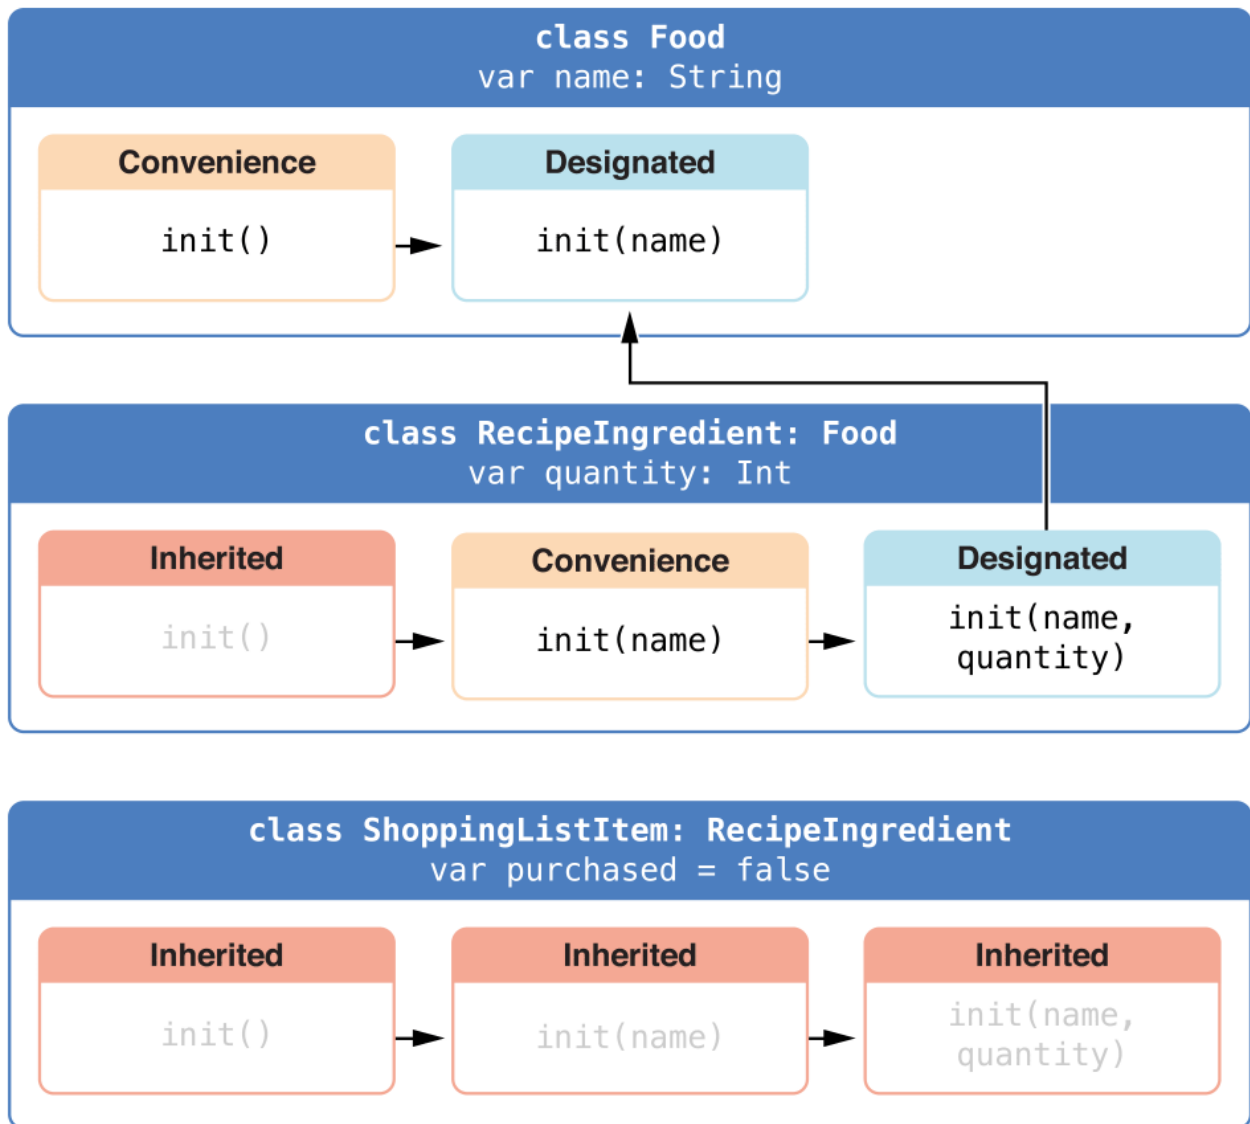 class Food
var name: String
Convenience
Designated
init()
init(name)
class RecipeIngredient: Food
var quantity: Int
Inherited
Convenience
Designated
init()
init(name)
init(name,
quantity)
class ShoppingListItem: RecipeIngredient
var purchased = false
Inherited
Inherited
Inherited
init()
init(name)
init(name,
quantity)